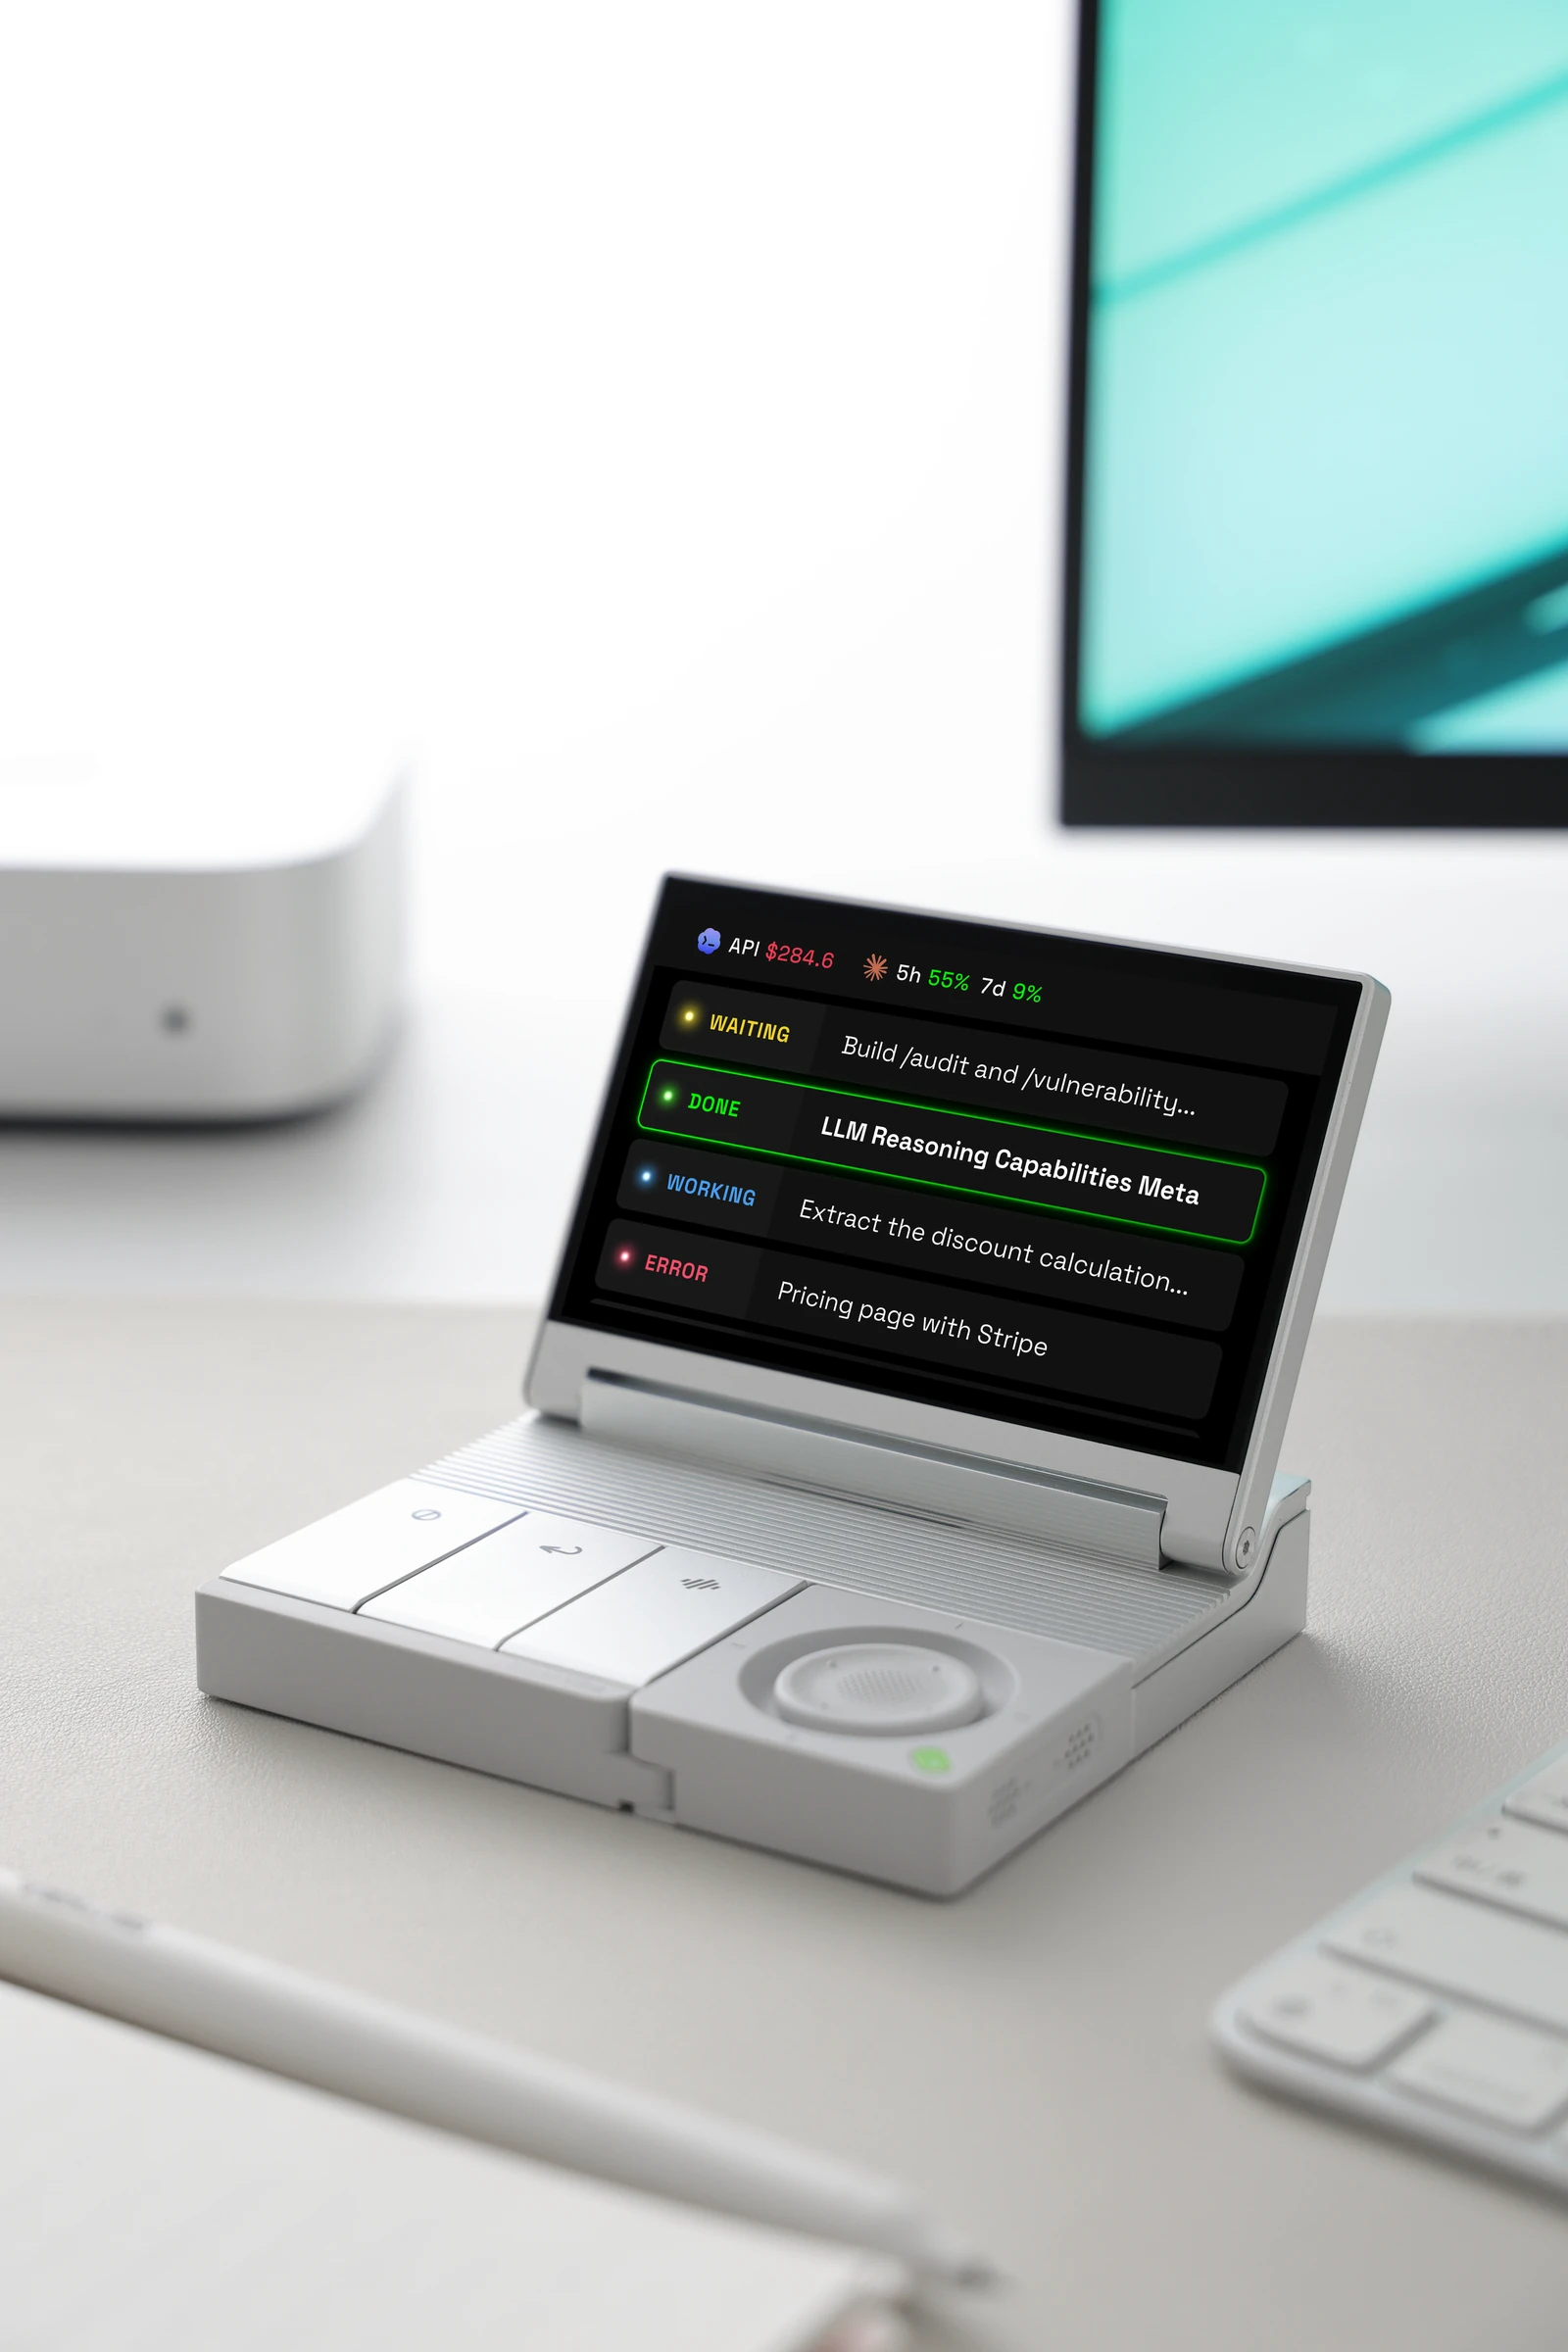 API $284.6 5h 55% 7d 9%
WAITING Build /audit and /vulnerability...
DONE LLM Reasoning Capabilities Meta
WORKING Extract the discount calculation...
ERROR Pricing page with Stripe